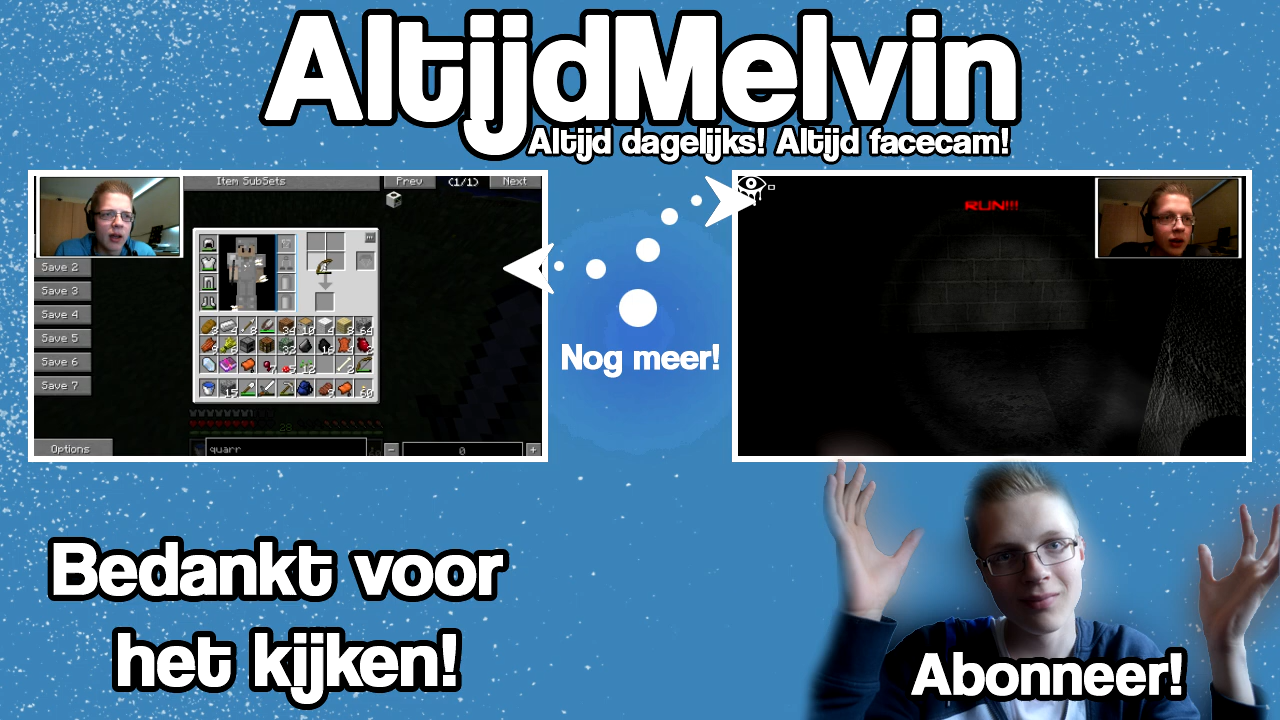 AltijdMelvin
Altijd dagelijks! Altijd facecam!
Item SubSets
Prev
(1/1)
Next
Save 2
Save 3
Save 4
Save 5
Save 6
Save 7
Options
quarr
-
0
+
RUN!!!
Nog meer!
Bedankt voor
het kijken!
Abonneer!